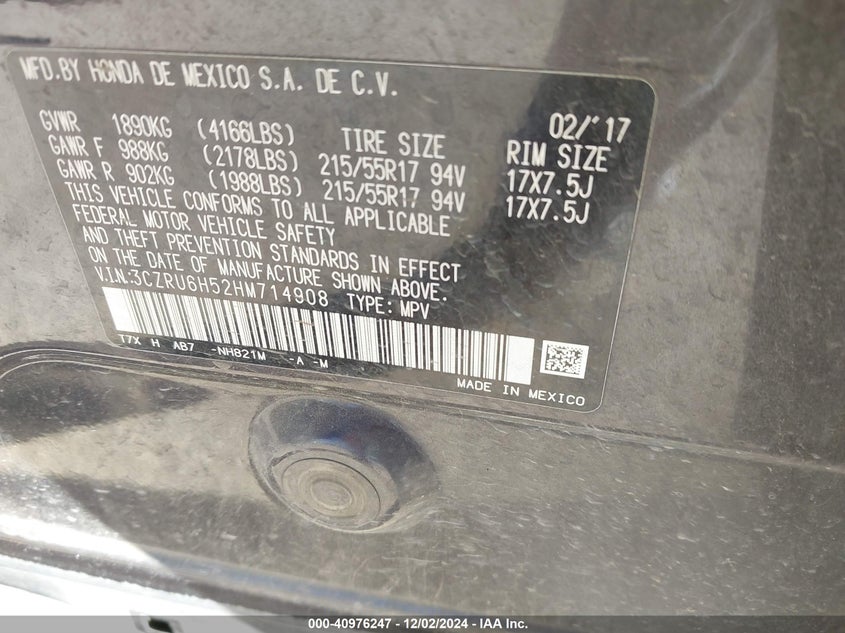 MFD.BY HONDA DE MEXICO S.A. DE C.V.
02/'17
GVWR 1890KG (4166LBS) TIRE SIZE RIM SIZE
GAWR F 988KG (2178LBS) 215/55R17 94V 17X7.5J
GAWR R 902KG (1988LBS) 215/55R17 94V 17X7.5J
THIS VEHICLE CONFORMS TO ALL APPLICABLE
FEDERAL MOTOR VEHICLE SAFETY
AND THEFT PREVENTION STANDARDS IN EFFECT
ON THE DATE OF MANUFACTURE SHOWN ABOVE.
V.I.N:3CZRU6H52HM714908 TYPE: MPV
T7X H AB7 -NH821M -A -M
MADE IN MEXICO
000-40976247 - 12/02/2024 - IAA Inc.